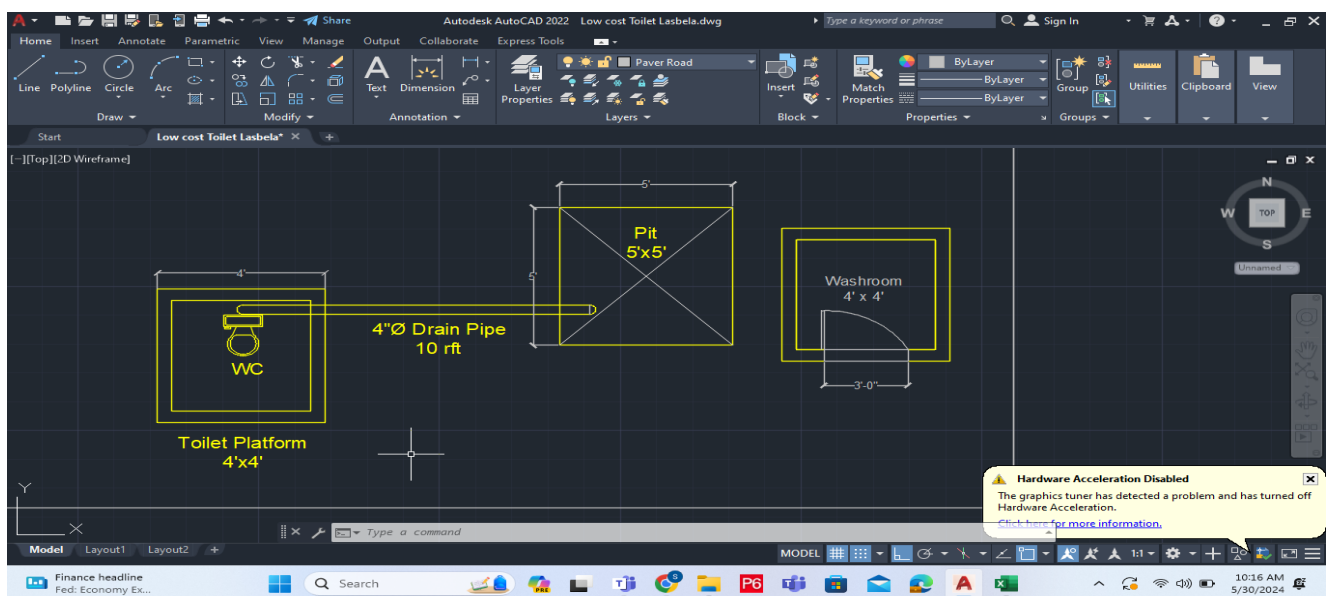 Share
Autodesk AutoCAD 2022 Low cost Toilet Lasbela.dwg
Type a keyword or phrase
Sign In
Home Insert Annotate Parametric View Manage Output Collaborate Express Tools
Line Polyline Circle Arc
Text Dimension
Layer Properties
Paver Road
Insert
Match Properties
ByLayer
ByLayer
ByLayer
Group
Utilities
Clipboard
View
Draw Modify Annotation Layers Block Properties Groups
Start Low cost Toilet Lasbela*
[−][Top][2D Wireframe]
N
W TOP E
S
Unnamed
5'
Pit
5'x5'
5'
Washroom
4' x 4'
3'-0"
4'
4"Ø Drain Pipe
10 rft
WC
Toilet Platform
4'x4'
Y
X
Hardware Acceleration Disabled
The graphics tuner has detected a problem and has turned off
Hardware Acceleration.
Click here for more information.
Type a command
Model Layout1 Layout2 +
MODEL
1:1
Finance headline
Fed: Economy Ex...
Search
PRE
P6
10:16 AM
5/30/2024